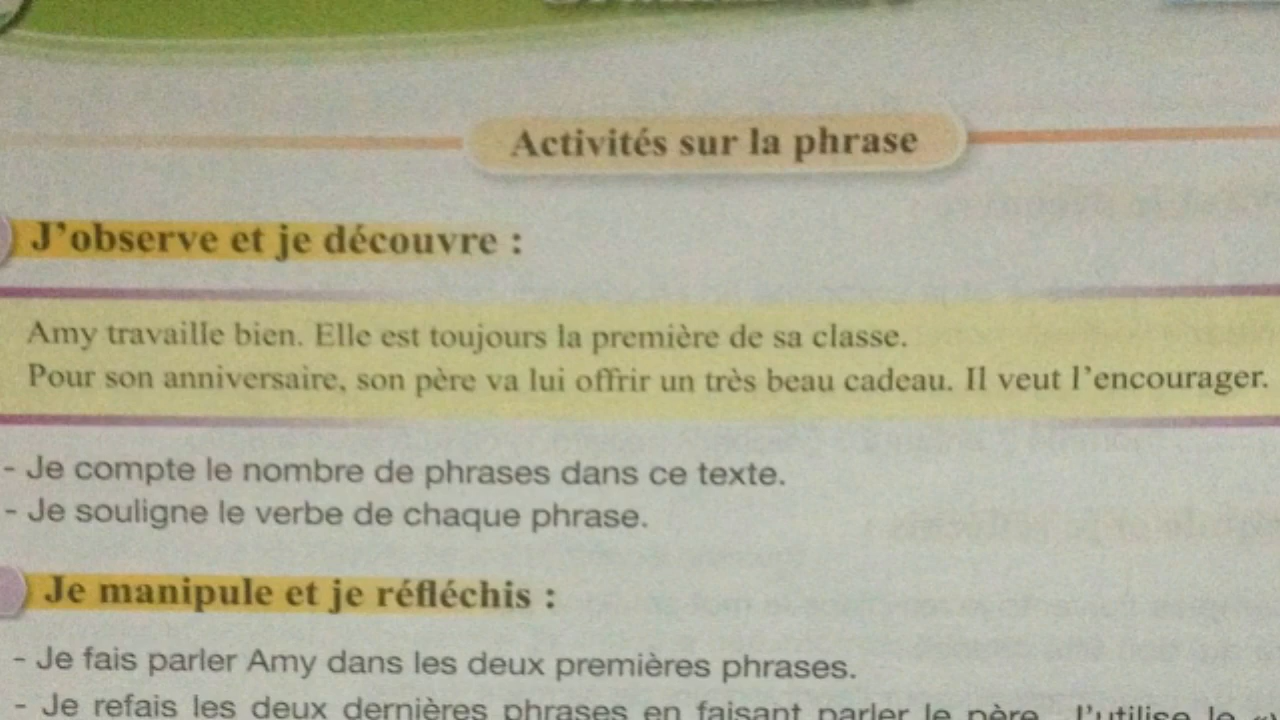 Activités sur la phrase
J'observe et je découvre :
Amy travaille bien. Elle est toujours la première de sa classe.
Pour son anniversaire, son père va lui offrir un très beau cadeau. Il veut l'encourager.
- Je compte le nombre de phrases dans ce texte.
- Je souligne le verbe de chaque phrase.
Je manipule et je réfléchis :
- Je fais parler Amy dans les deux premières phrases.
- Je refais les deux dernières phrases en faisant parler le père. J'utilise le